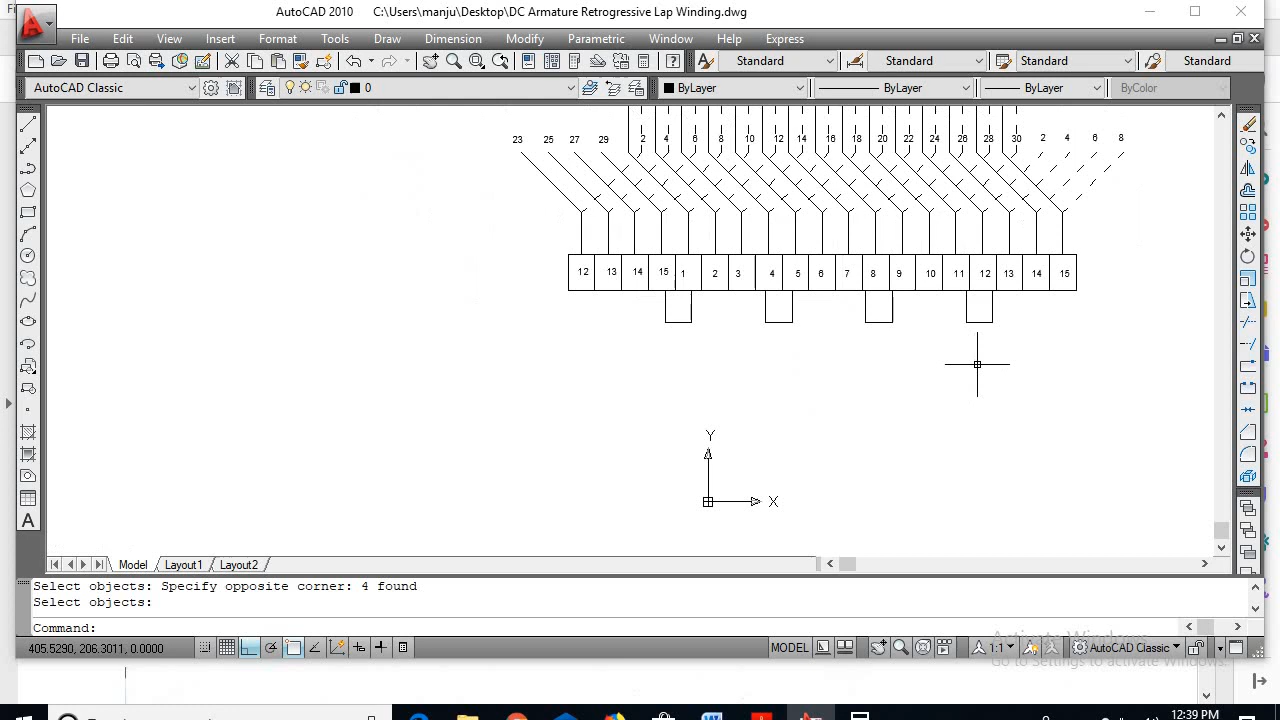 AutoCAD 2010 C:\Users\manju\Desktop\DC Armature Retrogressive Lap Winding.dwg
File Edit View Insert Format Tools Draw Dimension Modify Parametric Window Help Express
Standard Standard Standard Standard
AutoCAD Classic 0 ByLayer ByLayer ByLayer ByColor
23 25 27 29 2 4 6 8 10 12 14 16 18 20 22 24 26 28 30 2 4 6 8
12 13 14 15 1 2 3 4 5 6 7 8 9 10 11 12 13 14 15
Y
X
Model Layout1 Layout2
Select objects: Specify opposite corner: 4 found
Select objects:
Command:
Activate Windows
405.5290, 206.3011, 0.0000 MODEL 1:1 AutoCAD Classic
Go to Settings to activate Windows.
12:39 PM